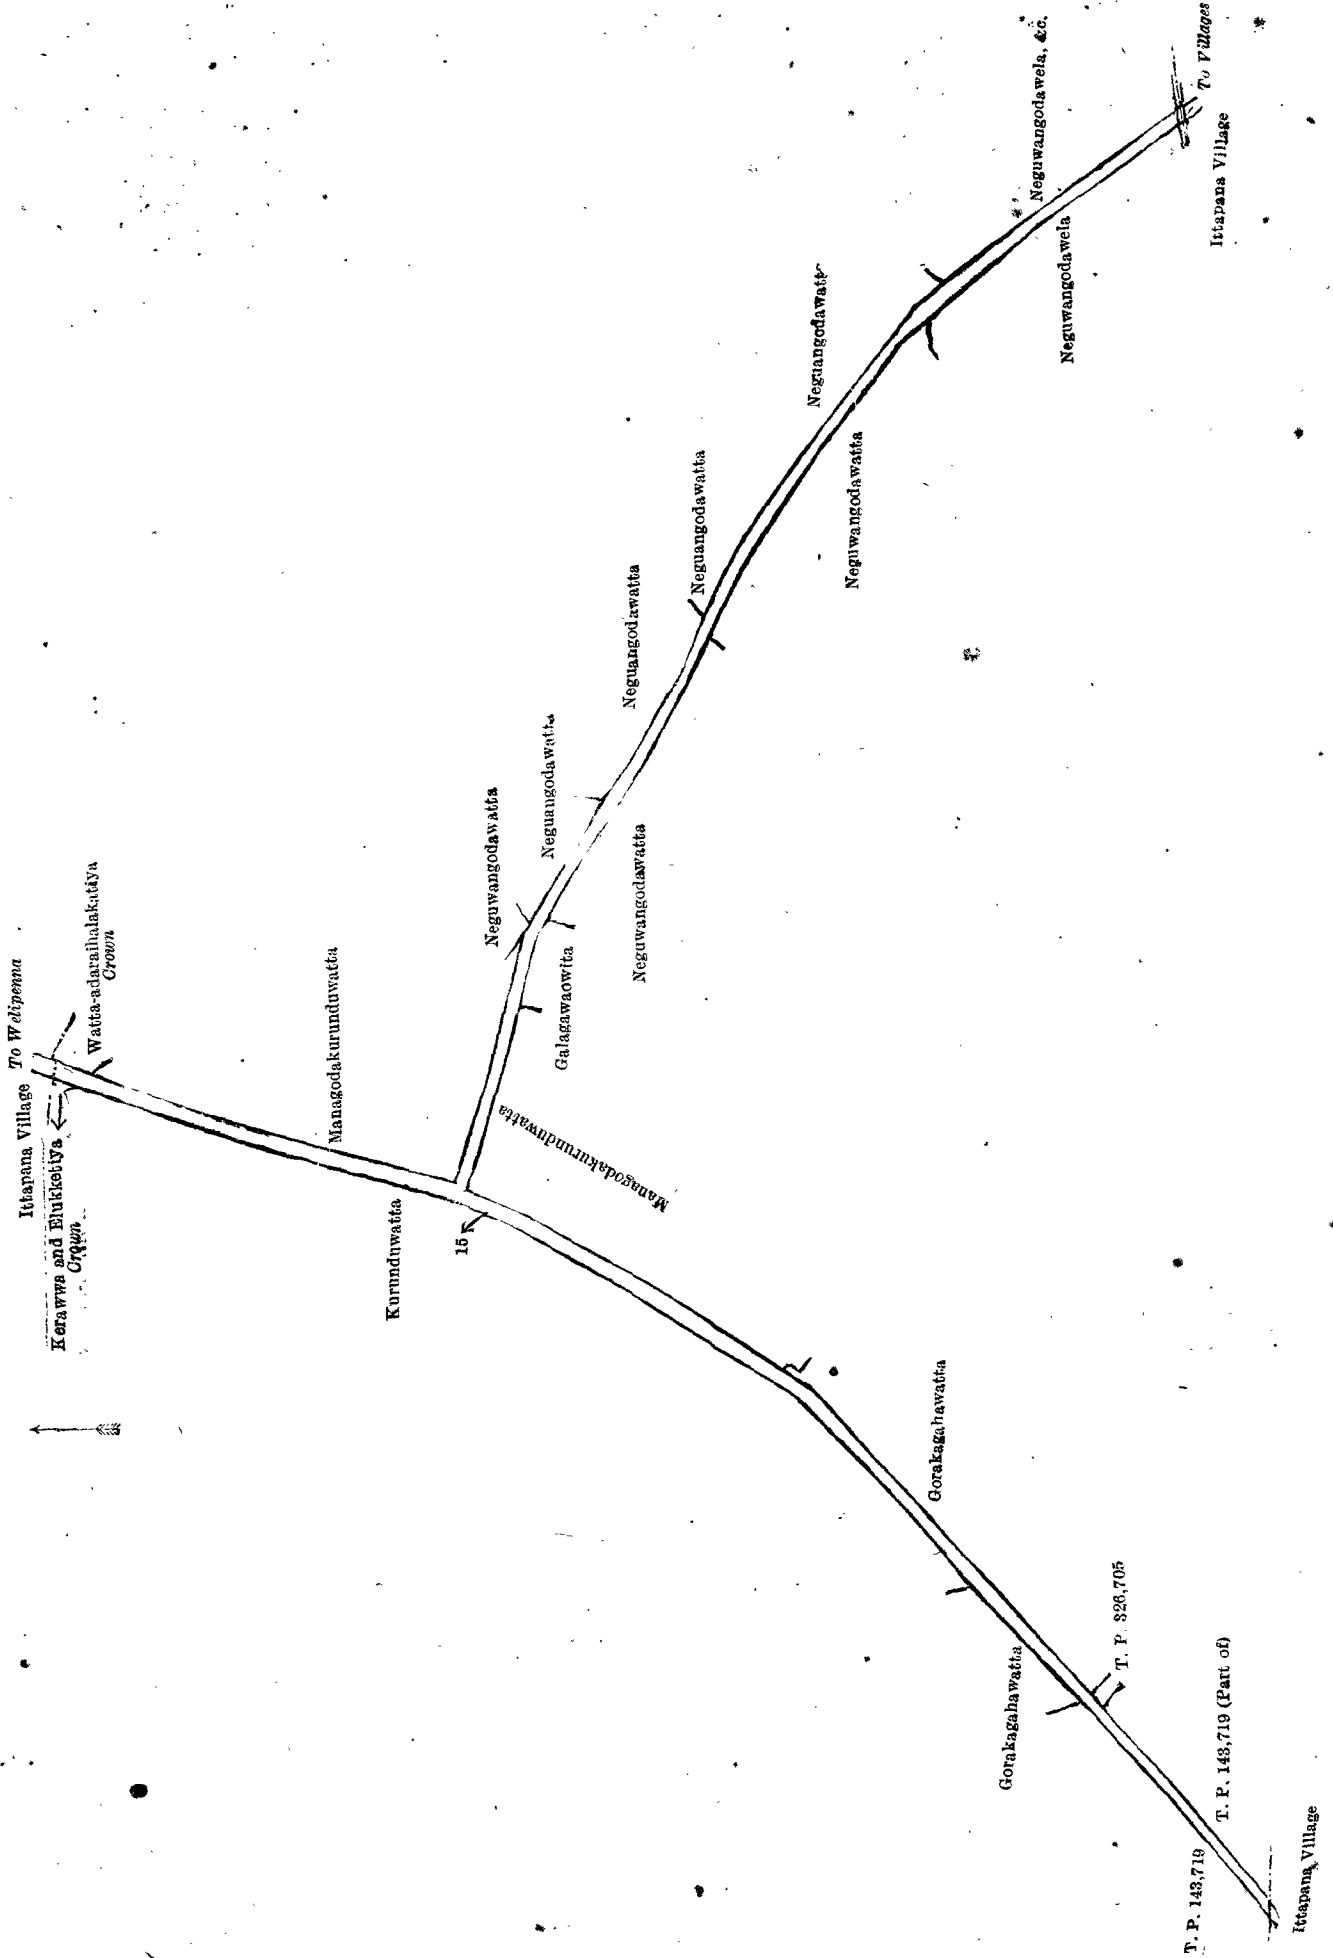 To Welipenna
Ittapana Village
Watta-adaraihalakatiya
Crown
Kerawwa and Elukketiya
Crown
Managodakurunduwatta
Kurunduwatta
15
Managodakurunduwatta
Galagawaowita
Neguwangodawatta
Neguangodawatta
Neguwangodawatta
Neguangodawatta
Neguangodawatta
Neguwangodawatta
Neguangodawatta
Neguwangodawela, &c.
Neguwangodawela
To Villages
Ittapana Village
Gorakagahawatta
Gorakagahawatta
T. P. 326,705
T. P. 143,719 (Part of)
T. P. 143,719
Ittapana Village